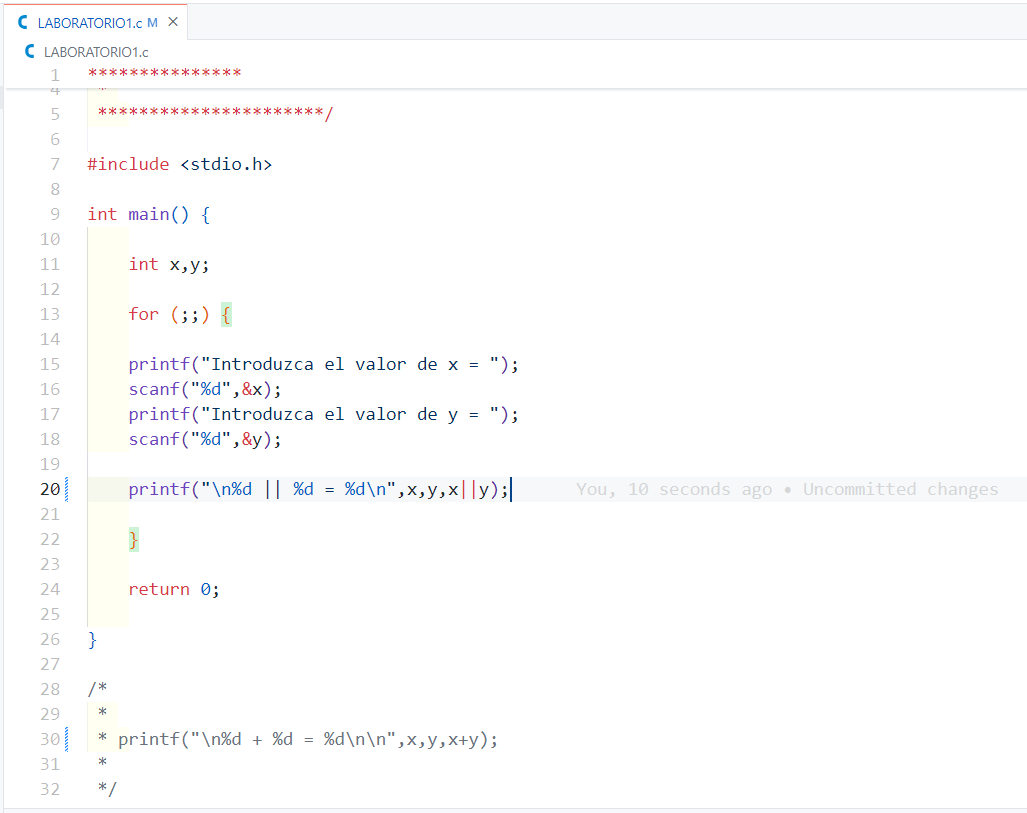 LABORATORIO1.c M ×
LABORATORIO1.c
1 ***************
4 *
5 **********************/
6
7 #include <stdio.h>
8
9 int main() {
10
11 int x,y;
12
13 for (;;) {
14
15 printf("Introduzca el valor de x = ");
16 scanf("%d",&x);
17 printf("Introduzca el valor de y = ");
18 scanf("%d",&y);
19
20 printf("\n%d || %d = %d\n",x,y,x||y); You, 10 seconds ago • Uncommitted changes
21
22 }
23
24 return 0;
25
26 }
27
28 /*
29 *
30 * printf("\n%d + %d = %d\n\n",x,y,x+y);
31 *
32 */